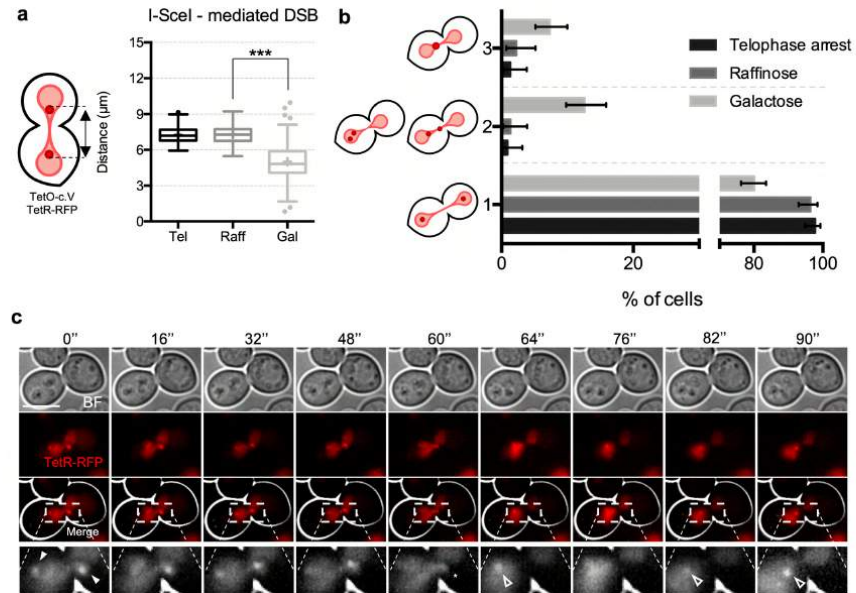 a
I-SceI - mediated DSB
***
Distance (µm)
15
12
9
6
3
0
Tel Raff Gal
TetO-c.V
TetR-RFP
b
3
2
1
Telophase arrest
Raffinose
Galactose
0 20 80 100
% of cells
c
0’’ 16’’ 32’’ 48’’ 60’’ 64’’ 76’’ 82’’ 90’’
BF
TetR-RFP
Merge
*